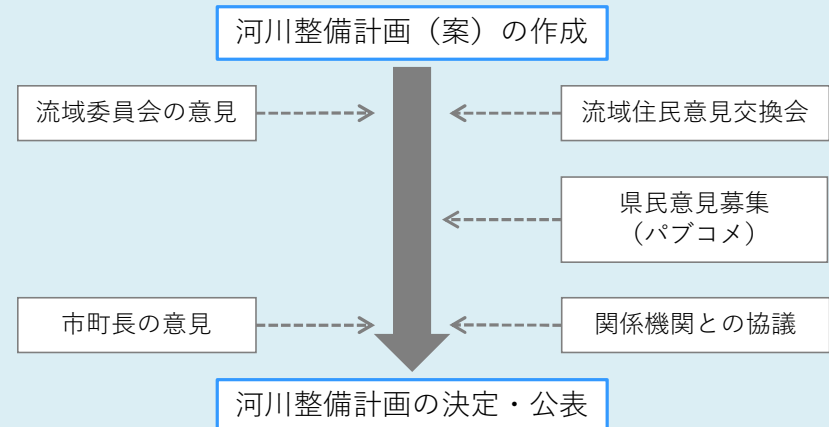 河川整備計画（案）の作成
流域委員会の意見
流域住民意見交換会
県民意見募集
（パブコメ）
市町長の意見
関係機関との協議
河川整備計画の決定・公表